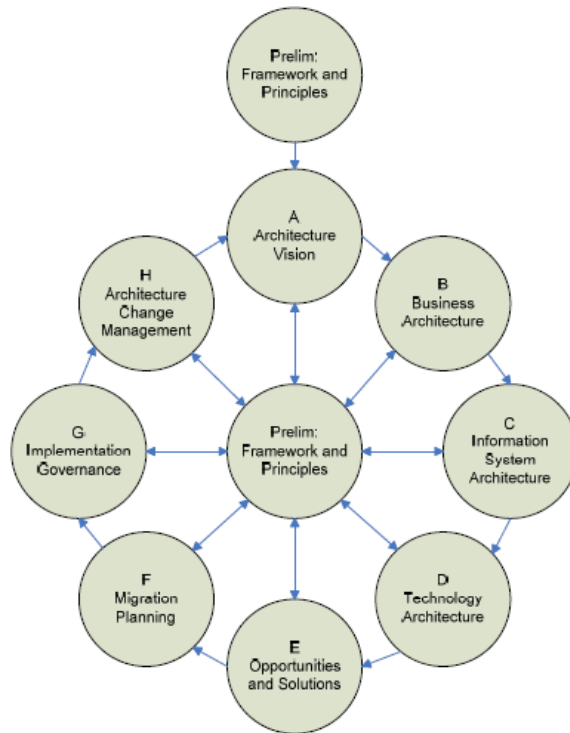 Prelim:
Framework and
Principles
A
Architecture
Vision
H
Architecture
Change
Management
B
Business
Architecture
G
Implementation
Governance
Prelim:
Framework and
Principles
C
Information
System
Architecture
F
Migration
Planning
D
Technology
Architecture
E
Opportunities
and Solutions